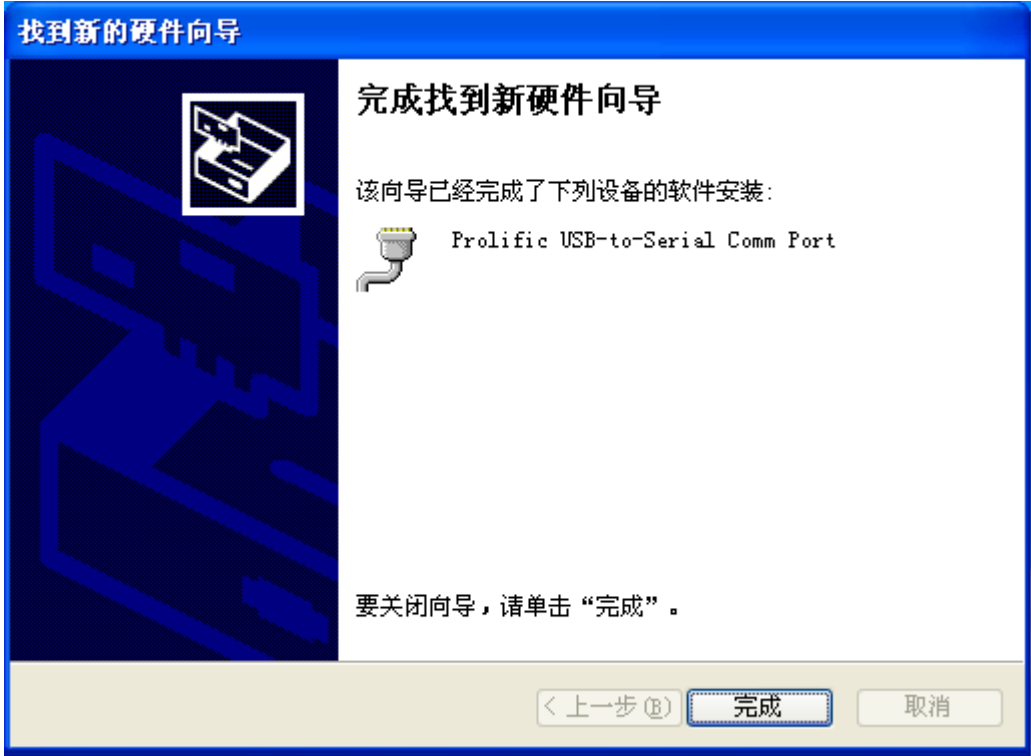 找到新的硬件向导
完成找到新硬件向导
该向导已经完成了下列设备的软件安装:
Prolific USB-to-Serial Comm Port
要关闭向导，请单击“完成”。
< 上一步(B)
完成
取消